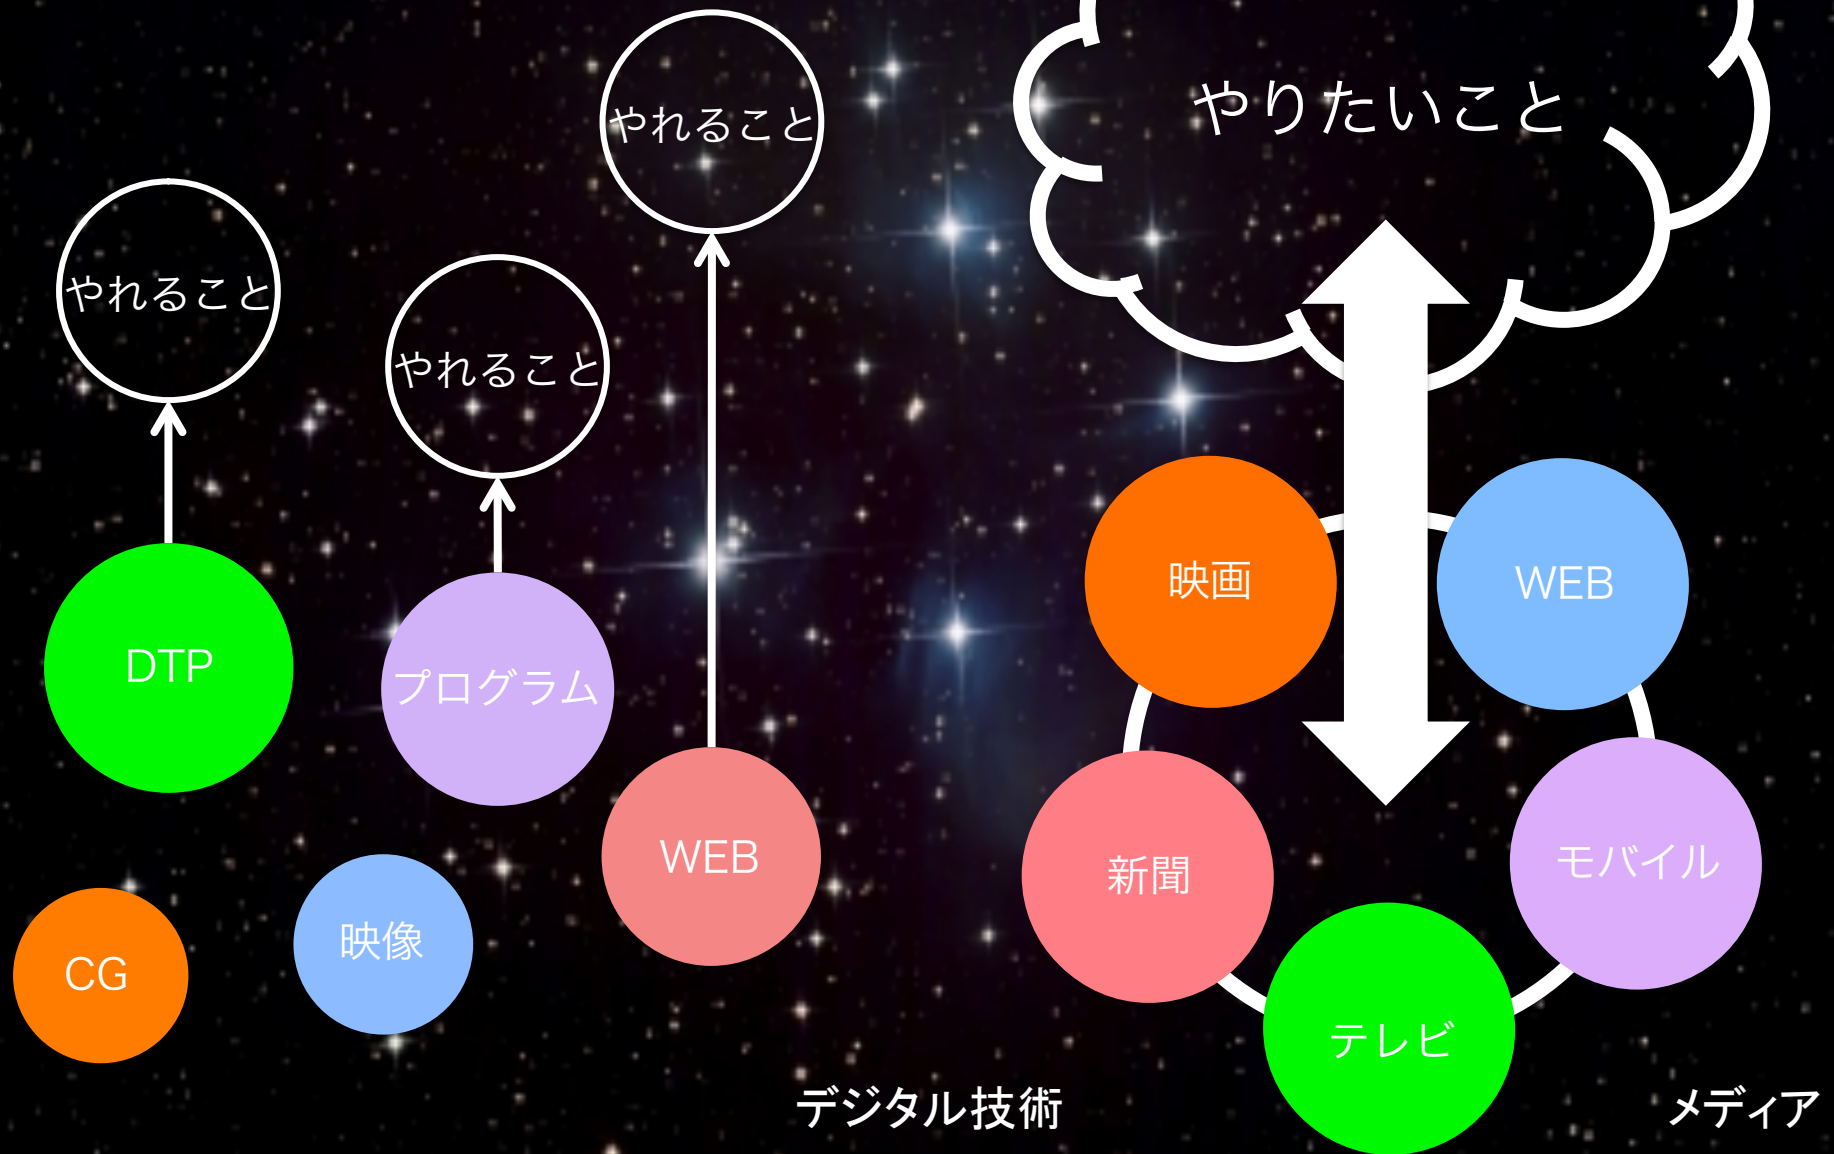 やれること
やりたいこと
やれること
やれること
映画
WEB
DTP
プログラム
WEB
新聞
モバイル
CG
映像
テレビ
デジタル技術
メディア